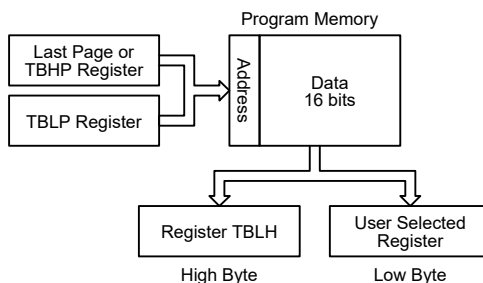 Program Memory
Last Page or
TBHP Register
TBLP Register
Address
Data
16 bits
Register TBLH
User Selected
Register
High Byte
Low Byte